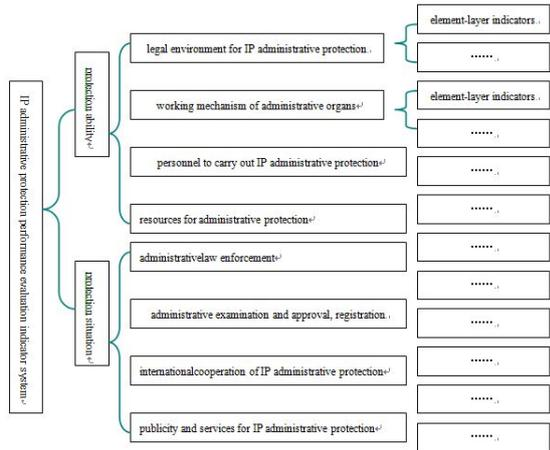 IP administrative protection performance evaluation indicator system
protection ability
legal environment for IP administrative protection
element-layer indicators
......
working mechanism of administrative organs
element-layer indicators
......
personnel to carry out IP administrative protection
......
resources for administrative protection
......
protection situation
administrativelaw enforcement
......
......
administrative examination and approval, registration
......
internationalcooperation of IP administrative protection
......
......
publicity and services for IP administrative protection
......